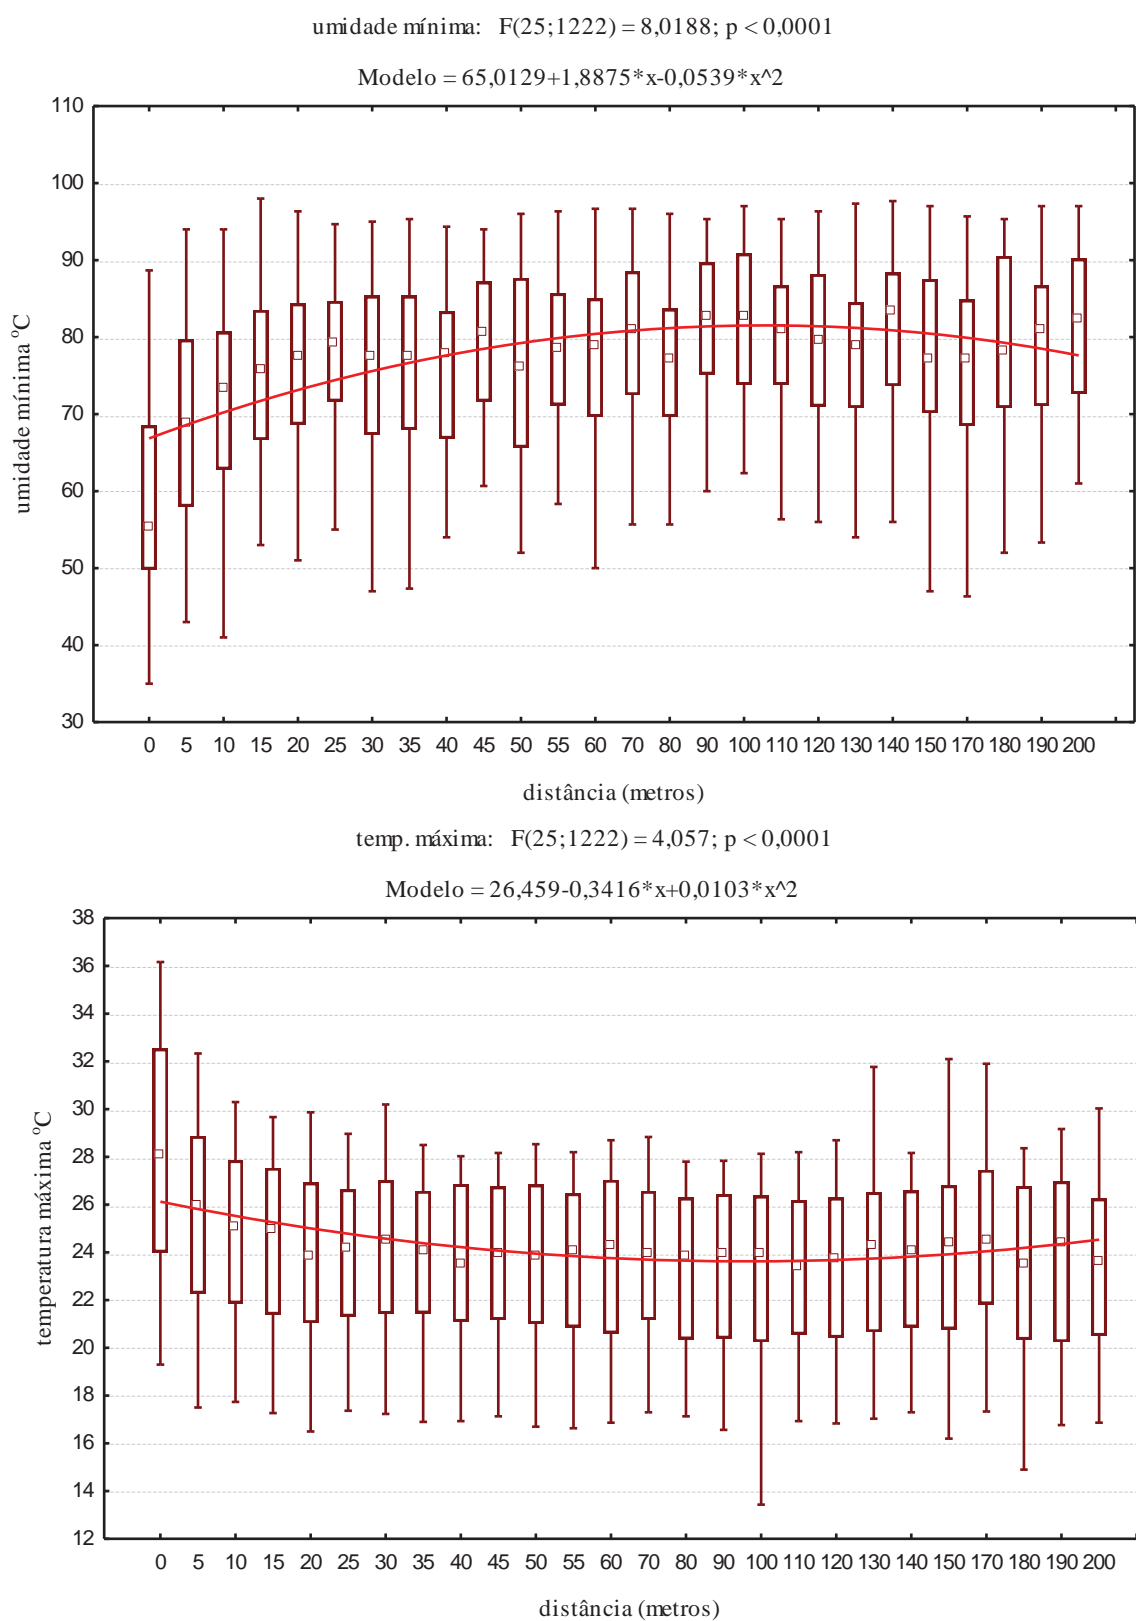 umidade mínima: F(25;1222) = 8,0188; p < 0,0001
Modelo = 65,0129+1,8875*x-0,0539*x^2
110
100
90
80
70
60
50
40
30
umidade mínima ºC
0 5 10 15 20 25 30 35 40 45 50 55 60 70 80 90 100 110 120 130 140 150 170 180 190 200
distância (metros)
temp. máxima: F(25;1222) = 4,057; p < 0,0001
Modelo = 26,459-0,3416*x+0,0103*x^2
38
36
34
32
30
28
26
24
22
20
18
16
14
12
temperatura máxima ºC
0 5 10 15 20 25 30 35 40 45 50 55 60 70 80 90 100 110 120 130 140 150 170 180 190 200
distância (metros)